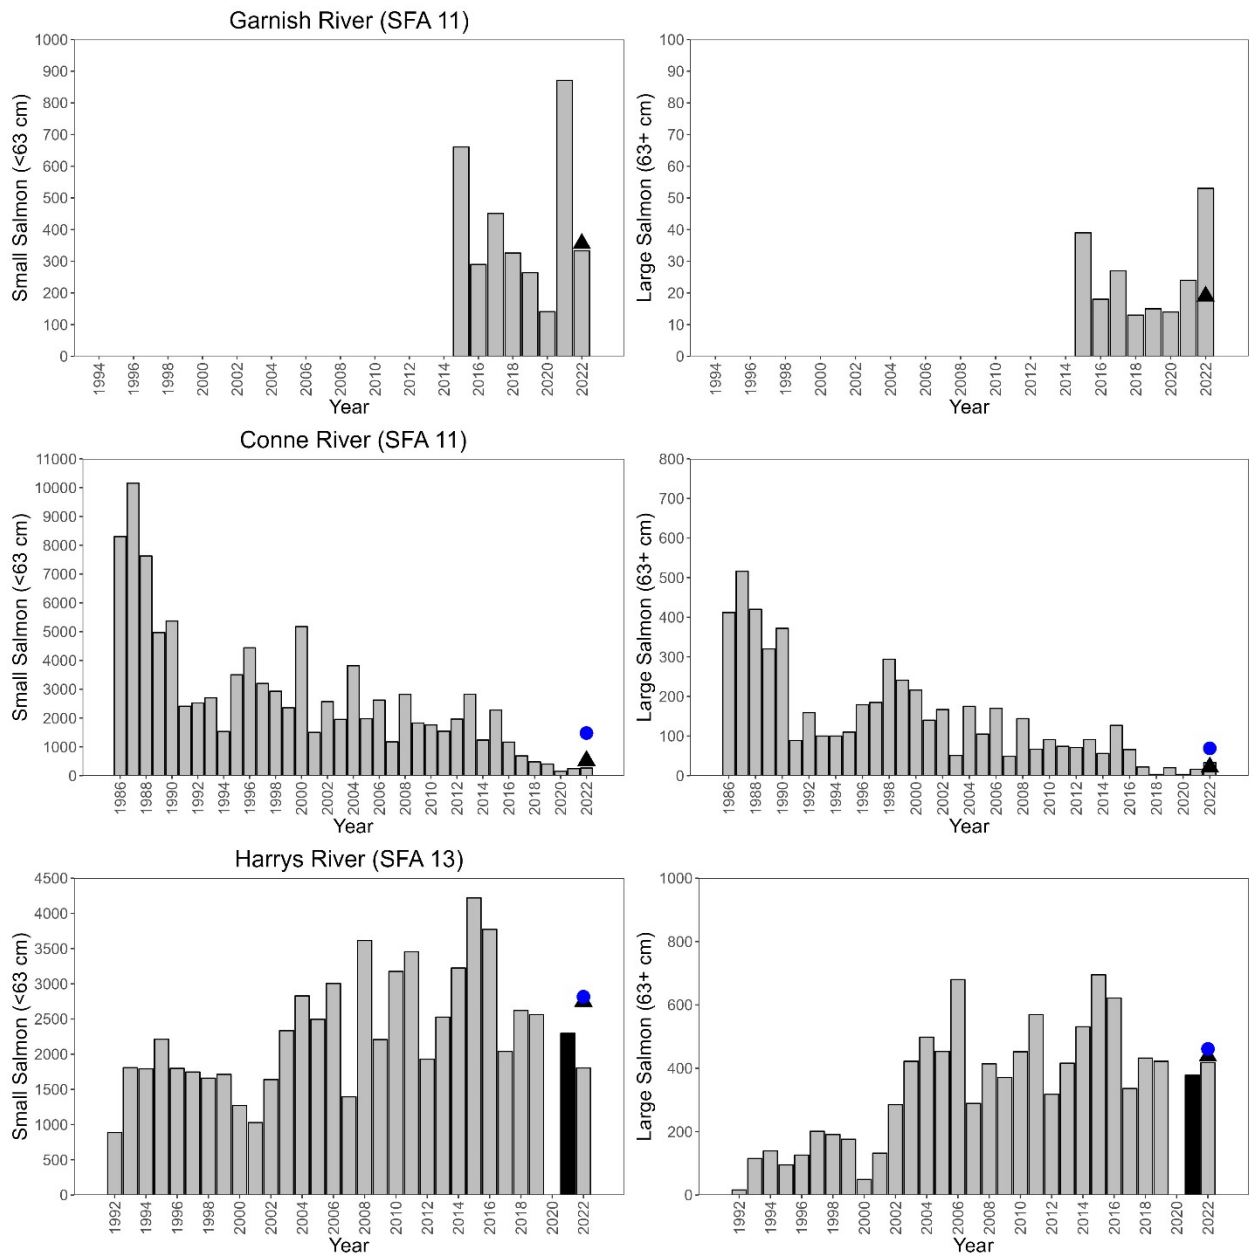 Garnish River (SFA 11)
Small Salmon (<63 cm)
1000
900
800
700
600
500
400
300
200
100
0
1994 1996 1998 2000 2002 2004 2006 2008 2010 2012 2014 2016 2018 2020 2022
Year
Large Salmon (63+ cm)
100
90
80
70
60
50
40
30
20
10
0
1994 1996 1998 2000 2002 2004 2006 2008 2010 2012 2014 2016 2018 2020 2022
Year
Conne River (SFA 11)
Small Salmon (<63 cm)
11000
10000
9000
8000
7000
6000
5000
4000
3000
2000
1000
0
1986 1988 1990 1992 1994 1996 1998 2000 2002 2004 2006 2008 2010 2012 2014 2016 2018 2020 2022
Year
Large Salmon (63+ cm)
800
700
600
500
400
300
200
100
0
1986 1988 1990 1992 1994 1996 1998 2000 2002 2004 2006 2008 2010 2012 2014 2016 2018 2020 2022
Year
Harrys River (SFA 13)
Small Salmon (<63 cm)
4500
4000
3500
3000
2500
2000
1500
1000
500
0
1992 1994 1996 1998 2000 2002 2004 2006 2008 2010 2012 2014 2016 2018 2020 2022
Year
Large Salmon (63+ cm)
1000
800
600
400
200
0
1992 1994 1996 1998 2000 2002 2004 2006 2008 2010 2012 2014 2016 2018 2020 2022
Year